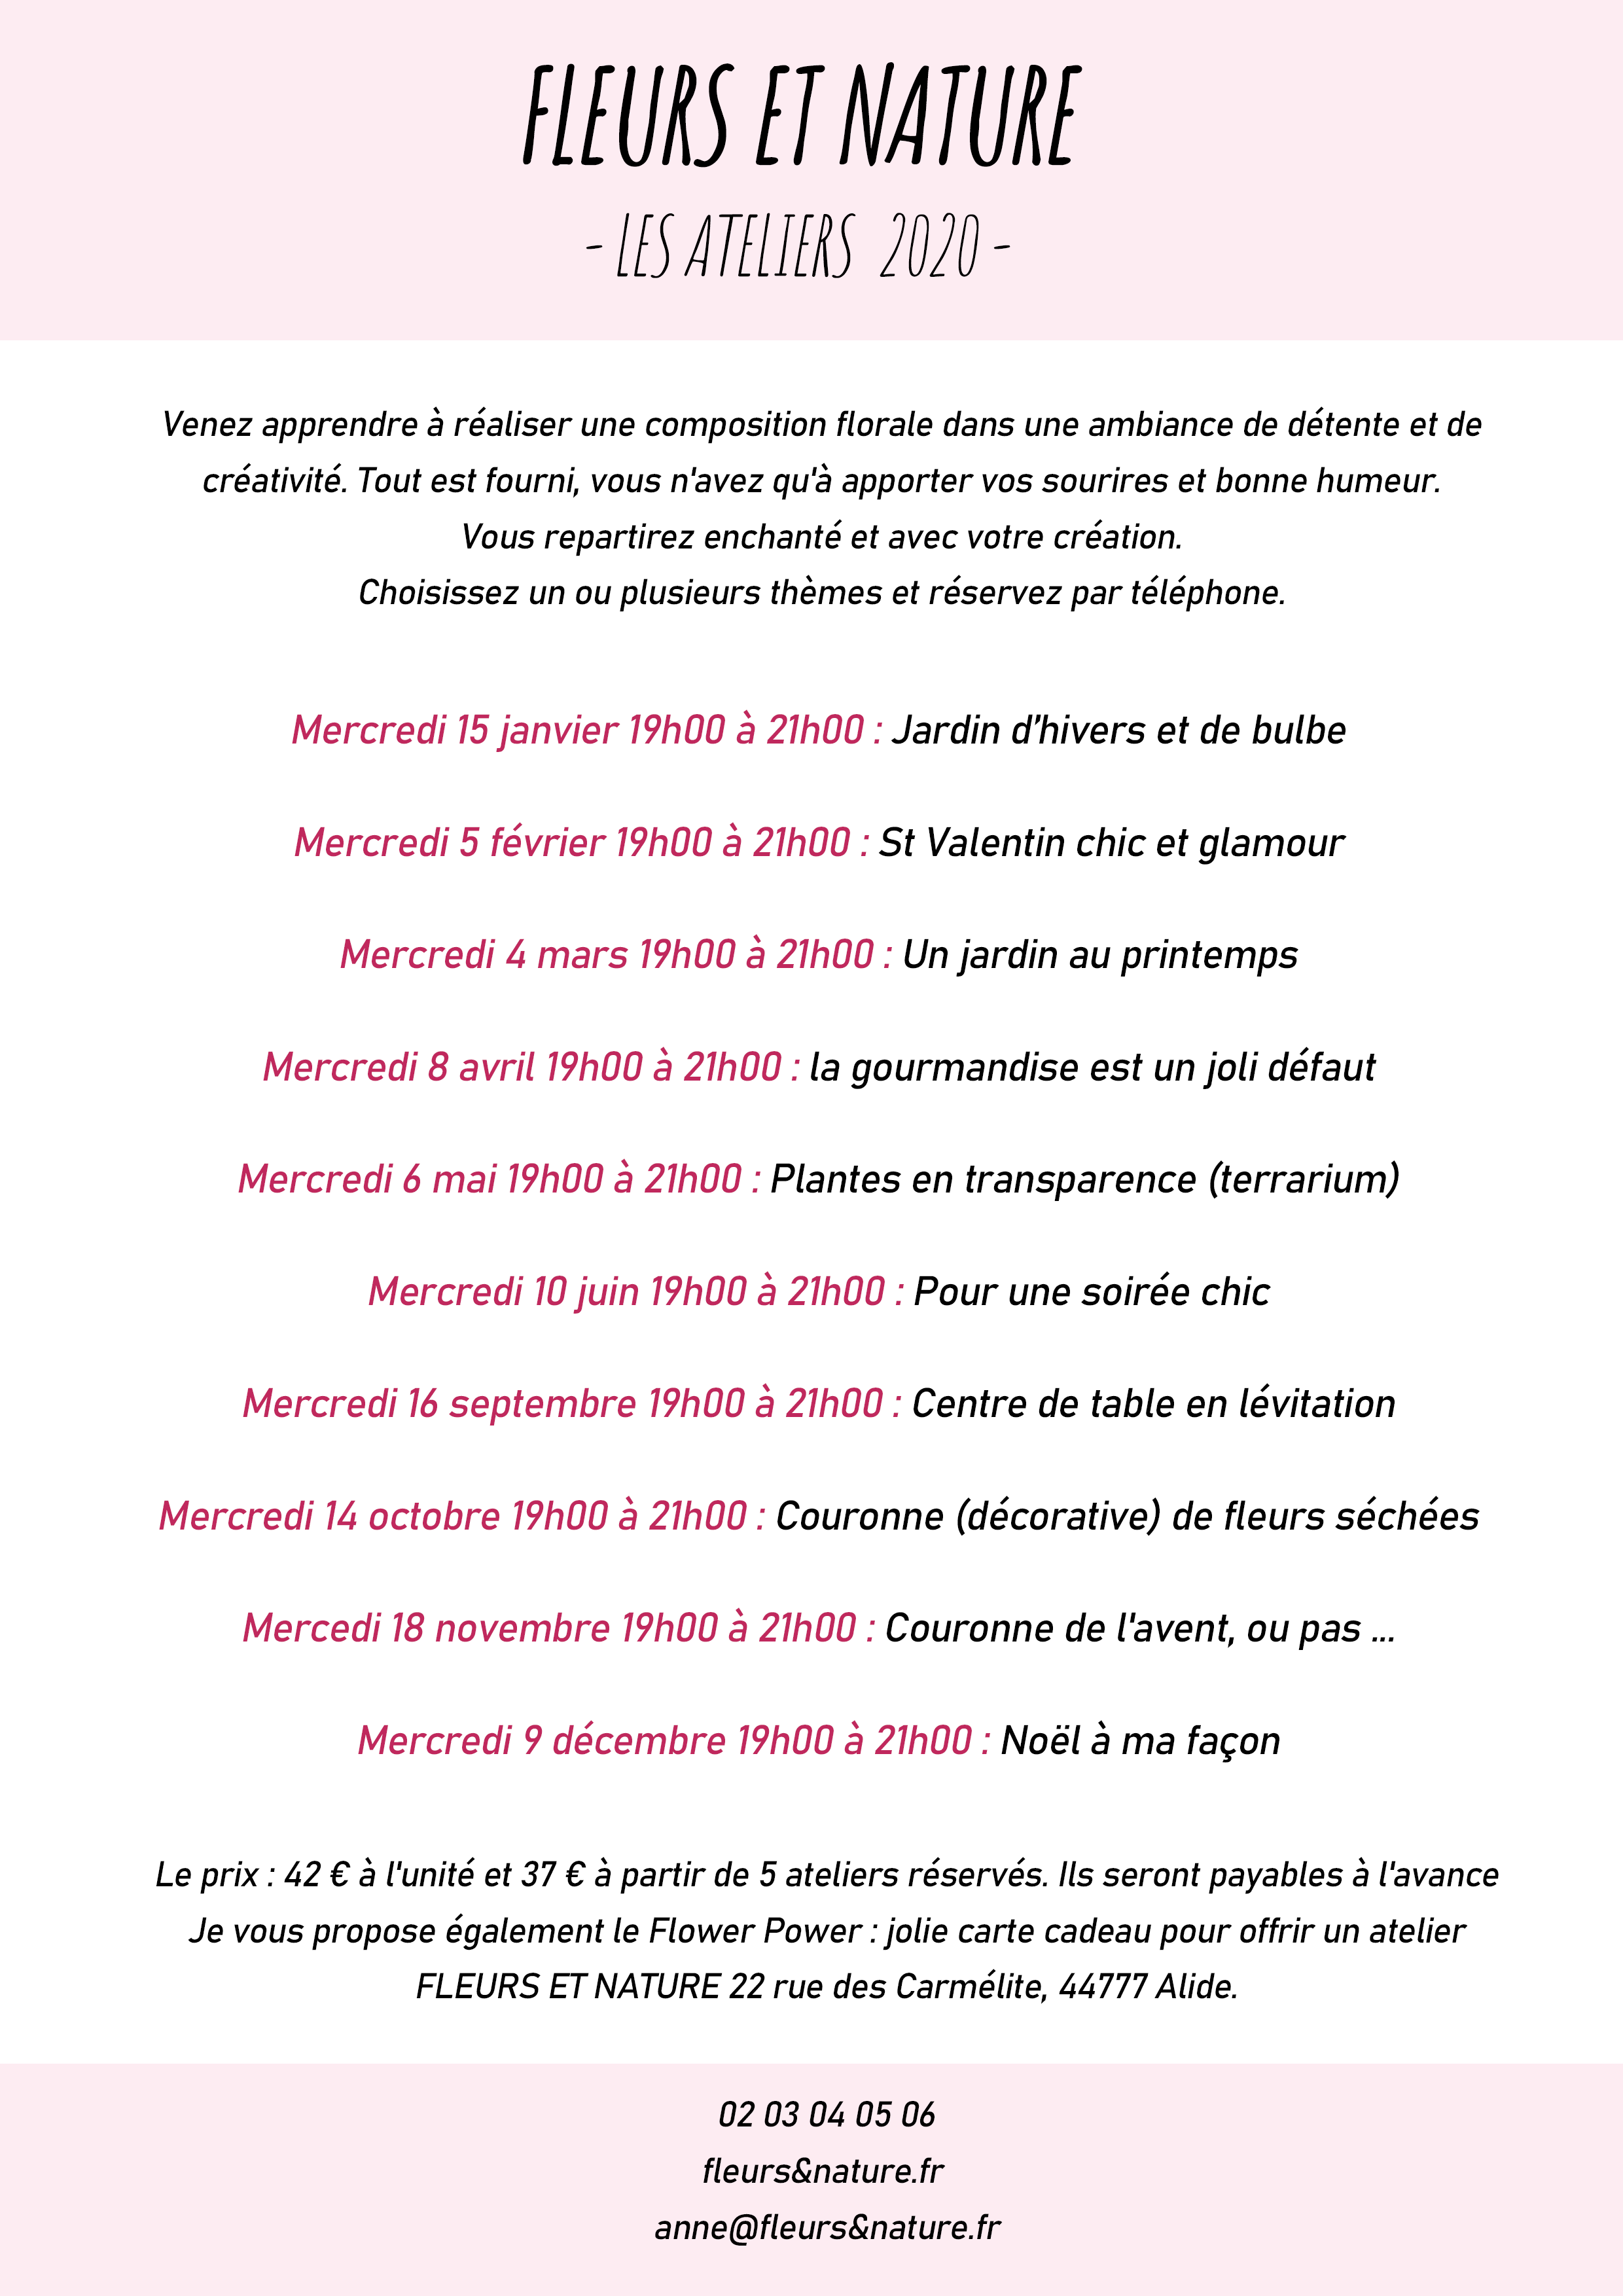 FLEURS ET NATURE
- LES ATELIERS 2020 -
Venez apprendre à réaliser une composition florale dans une ambiance de détente et de
créativité. Tout est fourni, vous n'avez qu'à apporter vos sourires et bonne humeur.
Vous repartirez enchanté et avec votre création.
Choisissez un ou plusieurs thèmes et réservez par téléphone.
Mercredi 15 janvier 19h00 à 21h00 : Jardin d’hivers et de bulbe
Mercredi 5 février 19h00 à 21h00 : St Valentin chic et glamour
Mercredi 4 mars 19h00 à 21h00 : Un jardin au printemps
Mercredi 8 avril 19h00 à 21h00 : la gourmandise est un joli défaut
Mercredi 6 mai 19h00 à 21h00 : Plantes en transparence (terrarium)
Mercredi 10 juin 19h00 à 21h00 : Pour une soirée chic
Mercredi 16 septembre 19h00 à 21h00 : Centre de table en lévitation
Mercredi 14 octobre 19h00 à 21h00 : Couronne (décorative) de fleurs séchées
Mercedi 18 novembre 19h00 à 21h00 : Couronne de l'avent, ou pas ...
Mercredi 9 décembre 19h00 à 21h00 : Noël à ma façon
Le prix : 42 € à l'unité et 37 € à partir de 5 ateliers réservés. Ils seront payables à l'avance
Je vous propose également le Flower Power : jolie carte cadeau pour offrir un atelier
FLEURS ET NATURE 22 rue des Carmélite, 44777 Alide.
02 03 04 05 06
fleurs&nature.fr
anne@fleurs&nature.fr